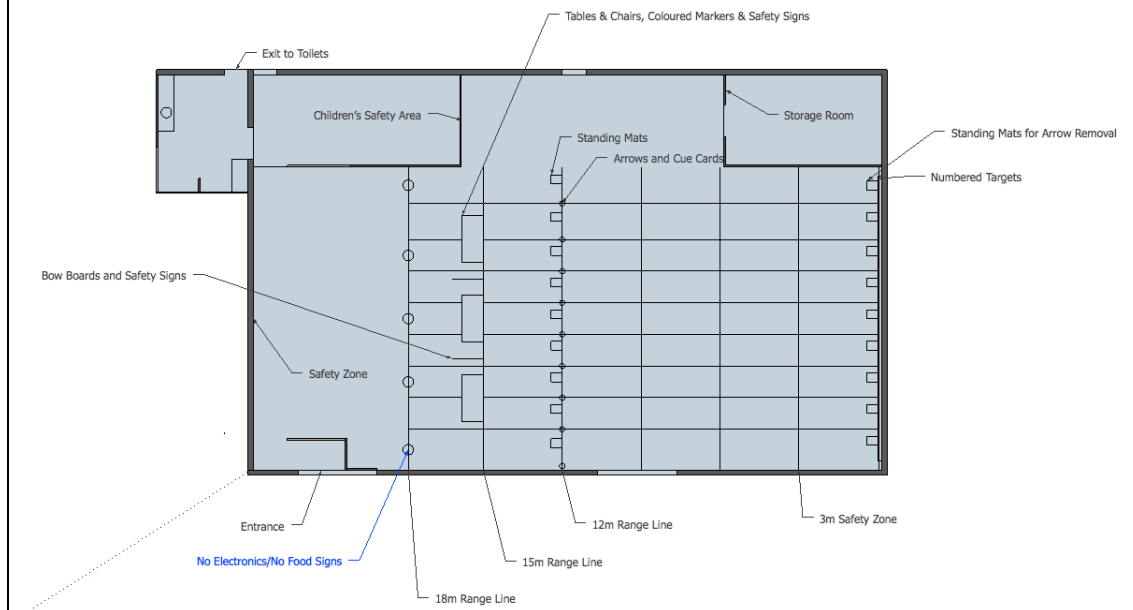 Tables & Chairs, Coloured Markers & Safety Signs
Exit to Toilets
Children's Safety Area
Storage Room
Standing Mats
Standing Mats for Arrow Removal
Arrows and Cue Cards
Numbered Targets
Bow Boards and Safety Signs
Safety Zone
Entrance
12m Range Line
3m Safety Zone
No Electronics/No Food Signs
15m Range Line
18m Range Line